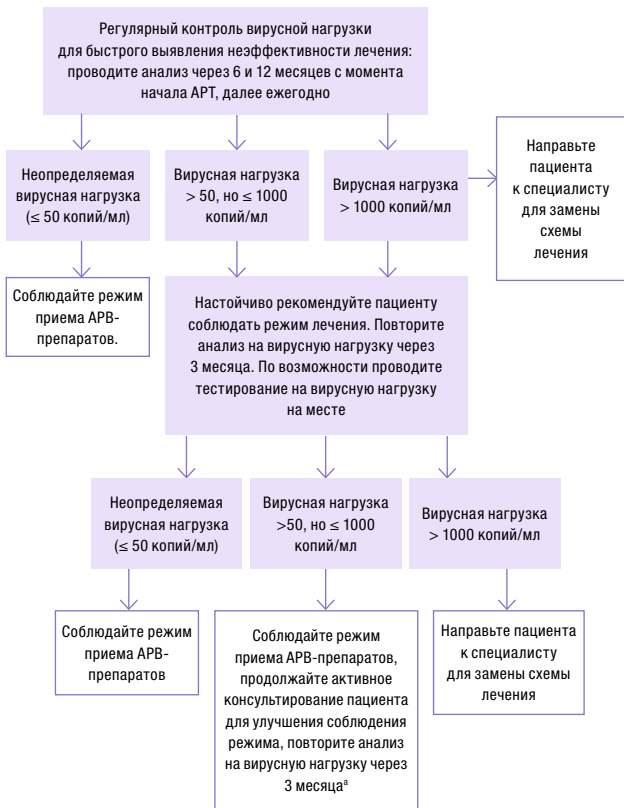 Регулярный контроль вирусной нагрузки
для быстрого выявления неэффективности лечения:
проводите анализ через 6 и 12 месяцев с момента
начала АРТ, далее ежегодно
Неопределяемая
вирусная нагрузка
(≤ 50 копий/мл)
Вирусная нагрузка
> 50, но ≤ 1000
копий/мл
Вирусная нагрузка
> 1000 копий/мл
Направьте
пациента
к специалисту
для замены
схемы
лечения
Соблюдайте режим
приема АРВ-
препаратов.
Настойчиво рекомендуйте пациенту
соблюдать режим лечения. Повторите
анализ на вирусную нагрузку через
3 месяца. По возможности проводите
тестирование на вирусную нагрузку
на месте
Неопределяемая
вирусная нагрузка
(≤ 50 копий/мл)
Вирусная нагрузка
>50, но ≤ 1000
копий/мл
Вирусная нагрузка
> 1000 копий/мл
Соблюдайте режим
приема АРВ-
препаратов
Соблюдайте режим
приема АРВ-препаратов,
продолжайте активное
консультирование пациента
для улучшения соблюдения
режима, повторите анализ
на вирусную нагрузку через
3 месяцаª
Направьте пациента
к специалисту
для замены схемы
лечения